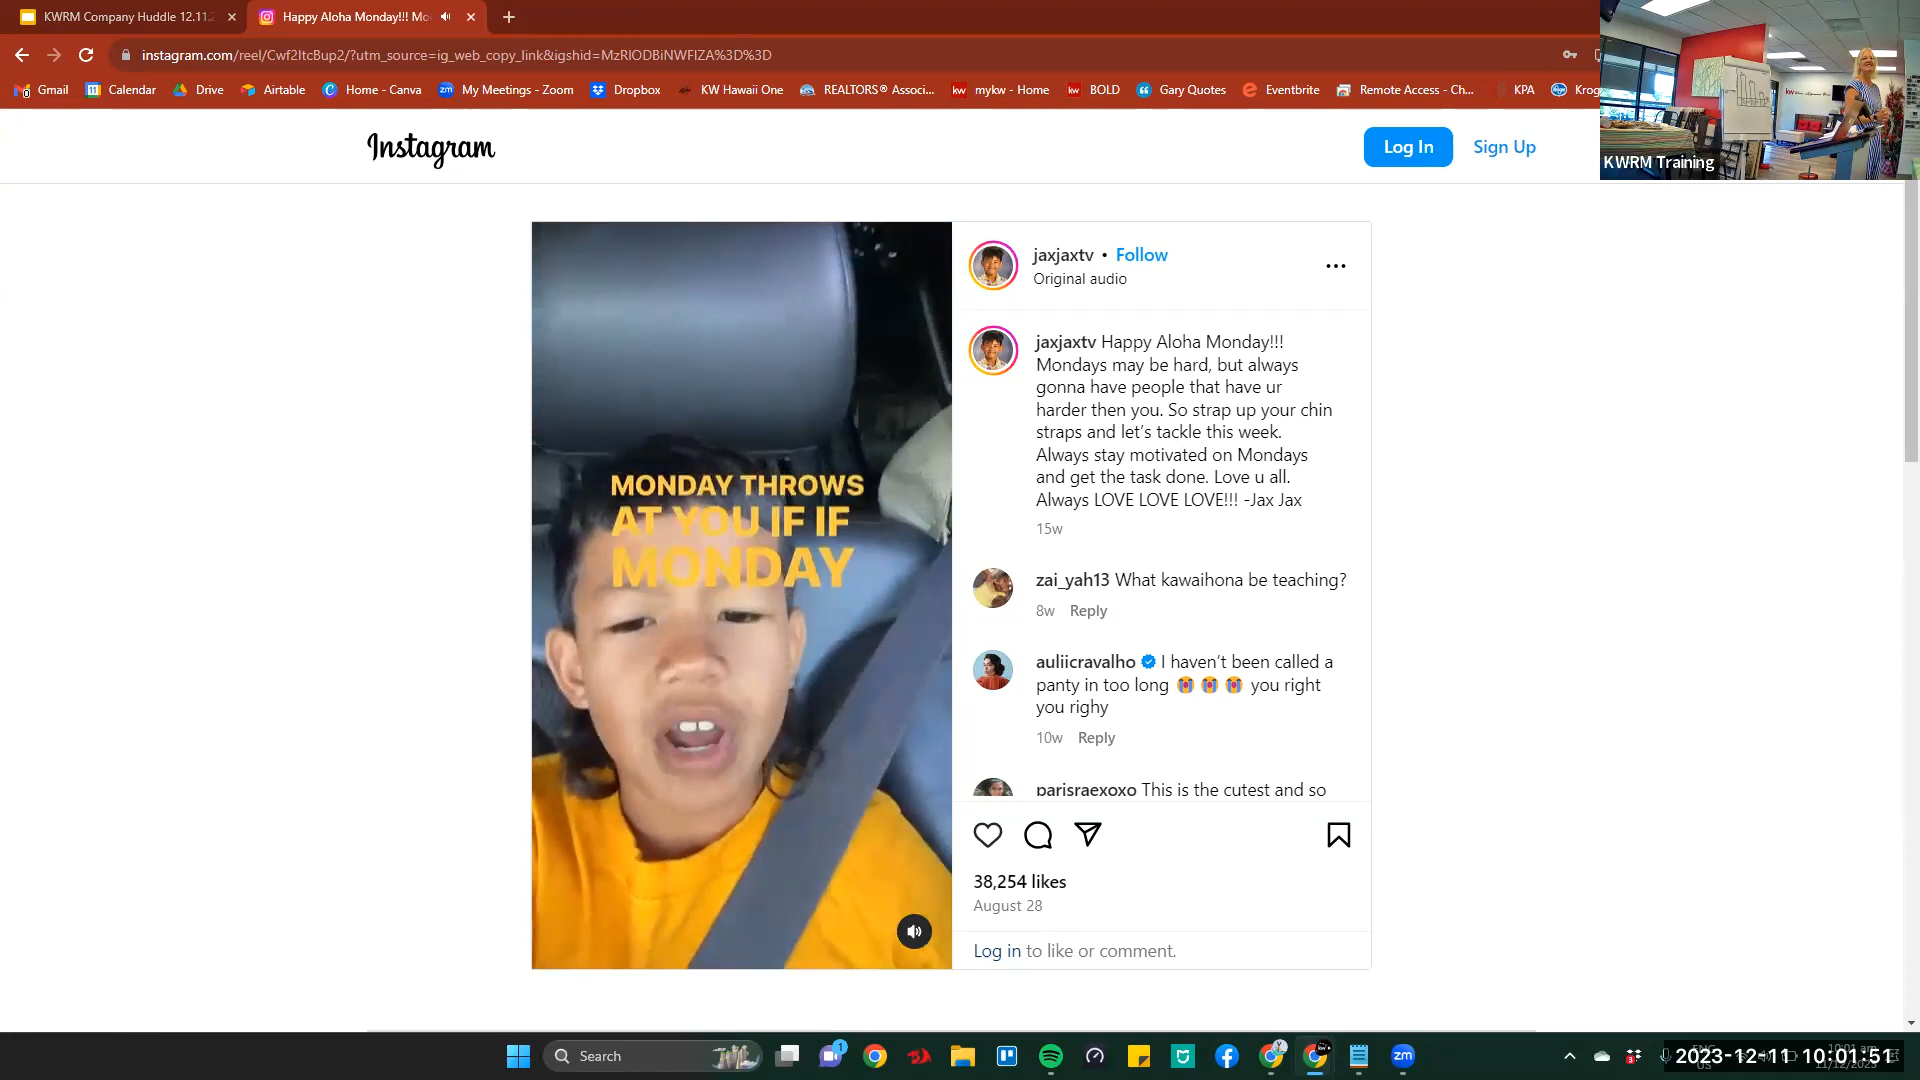 KWRM Company Huddle 12.11.2
Happy Aloha Monday!!! Mo
instagram.com/reel/Cwf2ItcBup2/?utm_source=ig_web_copy_link&igshid=MzRlODBiNWFlZA%3D%3D
Gmail
Calendar
Drive
Airtable
Home - Canva
My Meetings - Zoom
Dropbox
KW Hawaii One
REALTORS® Associ...
mykw - Home
BOLD
Gary Quotes
Eventbrite
Remote Access - Ch...
KPA
Krog
KWRM Training
Instagram
Log In
Sign Up
MONDAY THROWS
AT YOU IF IF
MONDAY
jaxjaxtv • Follow
Original audio
jaxjaxtv Happy Aloha Monday!!!
Mondays may be hard, but always
gonna have people that have ur
harder then you. So strap up your chin
straps and let's tackle this week.
Always stay motivated on Mondays
and get the task done. Love u all.
Always LOVE LOVE LOVE!!! -Jax Jax
15w
zai_yah13 What kawaihona be teaching?
8w Reply
auliicravalho I haven't been called a
panty in too long 😭 😭 😭 you right
you righy
10w Reply
parisraexoxo This is the cutest and so
38,254 likes
August 28
Log in to like or comment.
Search
2023-12-11 10:01:51